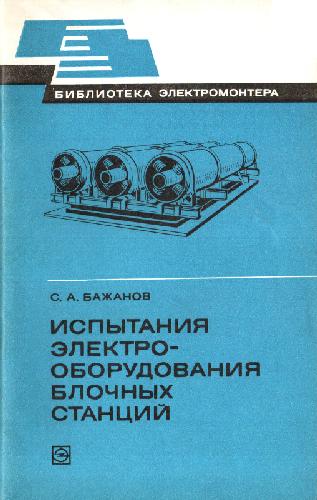 БИБЛИОТЕКА ЭЛЕКТРОМОНТЕРА
С. А. БАЖАНОВ
ИСПЫТАНИЯ
ЭЛЕКТРО-
ОБОРУДОВАНИЯ
БЛОЧНЫХ
СТАНЦИЙ